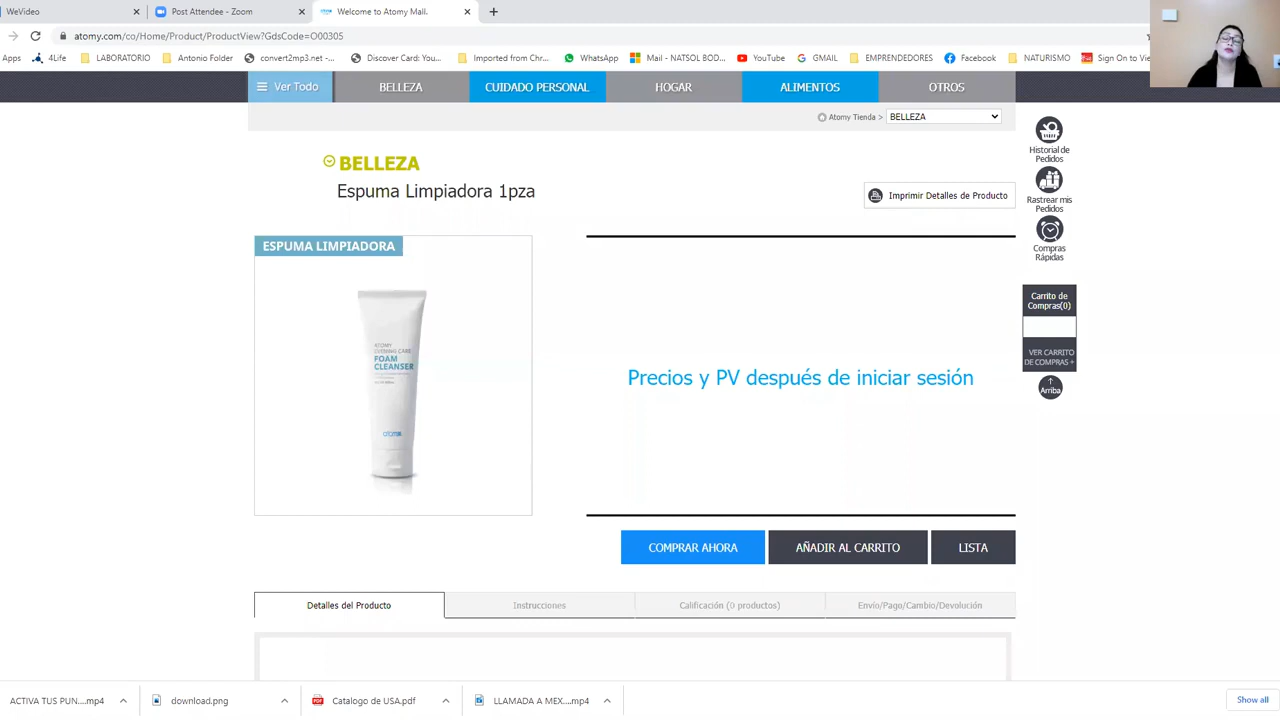 WeVideo
Post Attendee - Zoom
Welcome to Atomy Mall.
atomy.com/co/Home/Product/ProductView?GdsCode=O00305
Apps
4Life
LABORATORIO
Antonio Folder
convert2mp3.net -...
Discover Card: You...
Imported from Chr...
WhatsApp
Mail - NATSOL BOD...
YouTube
GMAIL
EMPRENDEDORES
Facebook
NATURISMO
Sign On to Vie
Ver Todo
BELLEZA
CUIDADO PERSONAL
HOGAR
ALIMENTOS
OTROS
Atomy Tienda >
BELLEZA
BELLEZA
Espuma Limpiadora 1pza
Imprimir Detalles de Producto
Historial de
Pedidos
Rastrear mis
Pedidos
Compras
Rápidas
ESPUMA LIMPIADORA
ATOMY
EVENING CARE
FOAM
CLEANSER
atomy
Precios y PV después de iniciar sesión
Carrito de
Compras(0)
VER CARRITO
DE COMPRAS +
Arriba
COMPRAR AHORA
AÑADIR AL CARRITO
LISTA
Detalles del Producto
Instrucciones
Calificación (0 productos)
Envío/Pago/Cambio/Devolución
ACTIVA TUS PUN....mp4
download.png
Catalogo de USA.pdf
LLAMADA A MEX....mp4
Show all